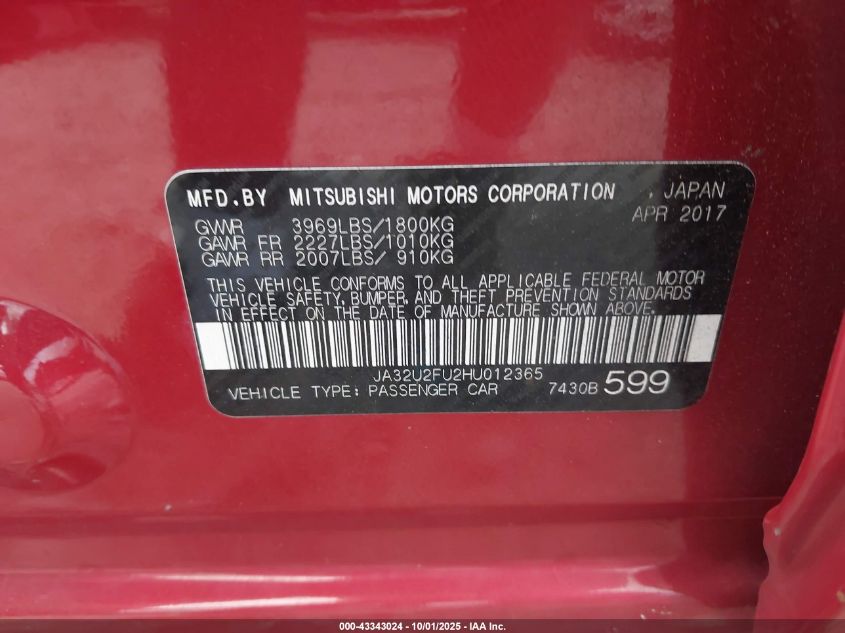 MFD.BY MITSUBISHI MOTORS CORPORATION , JAPAN
APR 2017
GVWR 3969LBS/1800KG
GAWR FR 2227LBS/1010KG
GAWR RR 2007LBS/ 910KG
THIS VEHICLE CONFORMS TO ALL APPLICABLE FEDERAL MOTOR
VEHICLE SAFETY, BUMPER, AND THEFT PREVENTION STANDARDS
IN EFFECT ON THE DATE OF MANUFACTURE SHOWN ABOVE.
JA32U2FU2HU012365
VEHICLE TYPE: PASSENGER CAR 7430B 599
000-43343024 - 10/01/2025 - IAA Inc.